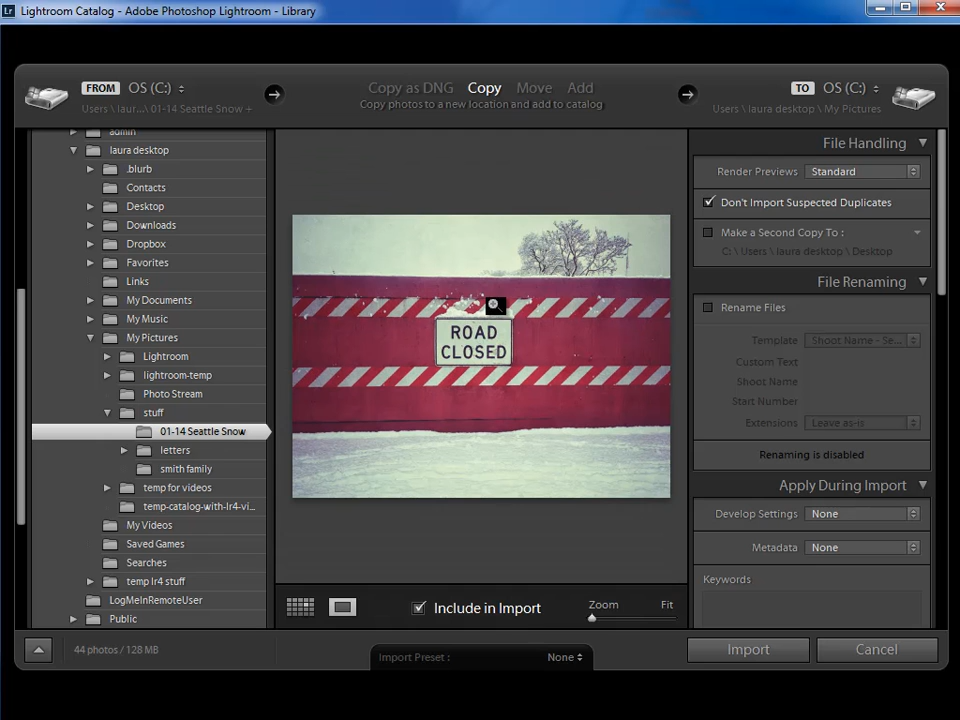 Lr Lightroom Catalog - Adobe Photoshop Lightroom - Library
FROM OS (C:)
Users \ laur...\ 01-14 Seattle Snow +
Copy as DNG Copy Move Add
Copy photos to a new location and add to catalog
TO OS (C:)
Users \ laura desktop \ My Pictures
admin
laura desktop
.blurb
Contacts
Desktop
Downloads
Dropbox
Favorites
Links
My Documents
My Music
My Pictures
Lightroom
lightroom-temp
Photo Stream
stuff
01-14 Seattle Snow
letters
smith family
temp for videos
temp-catalog-with-lr4-vi...
My Videos
Saved Games
Searches
temp lr4 stuff
LogMeInRemoteUser
Public
44 photos / 128 MB
ROAD
CLOSED
Include in Import
Zoom Fit
Import Preset : None
File Handling
Render Previews Standard
Don't Import Suspected Duplicates
Make a Second Copy To :
C: \ Users \ laura desktop \ Desktop
File Renaming
Rename Files
Template Shoot Name - Se...
Custom Text
Shoot Name
Start Number
Extensions Leave as-is
Renaming is disabled
Apply During Import
Develop Settings None
Metadata None
Keywords
Import Cancel